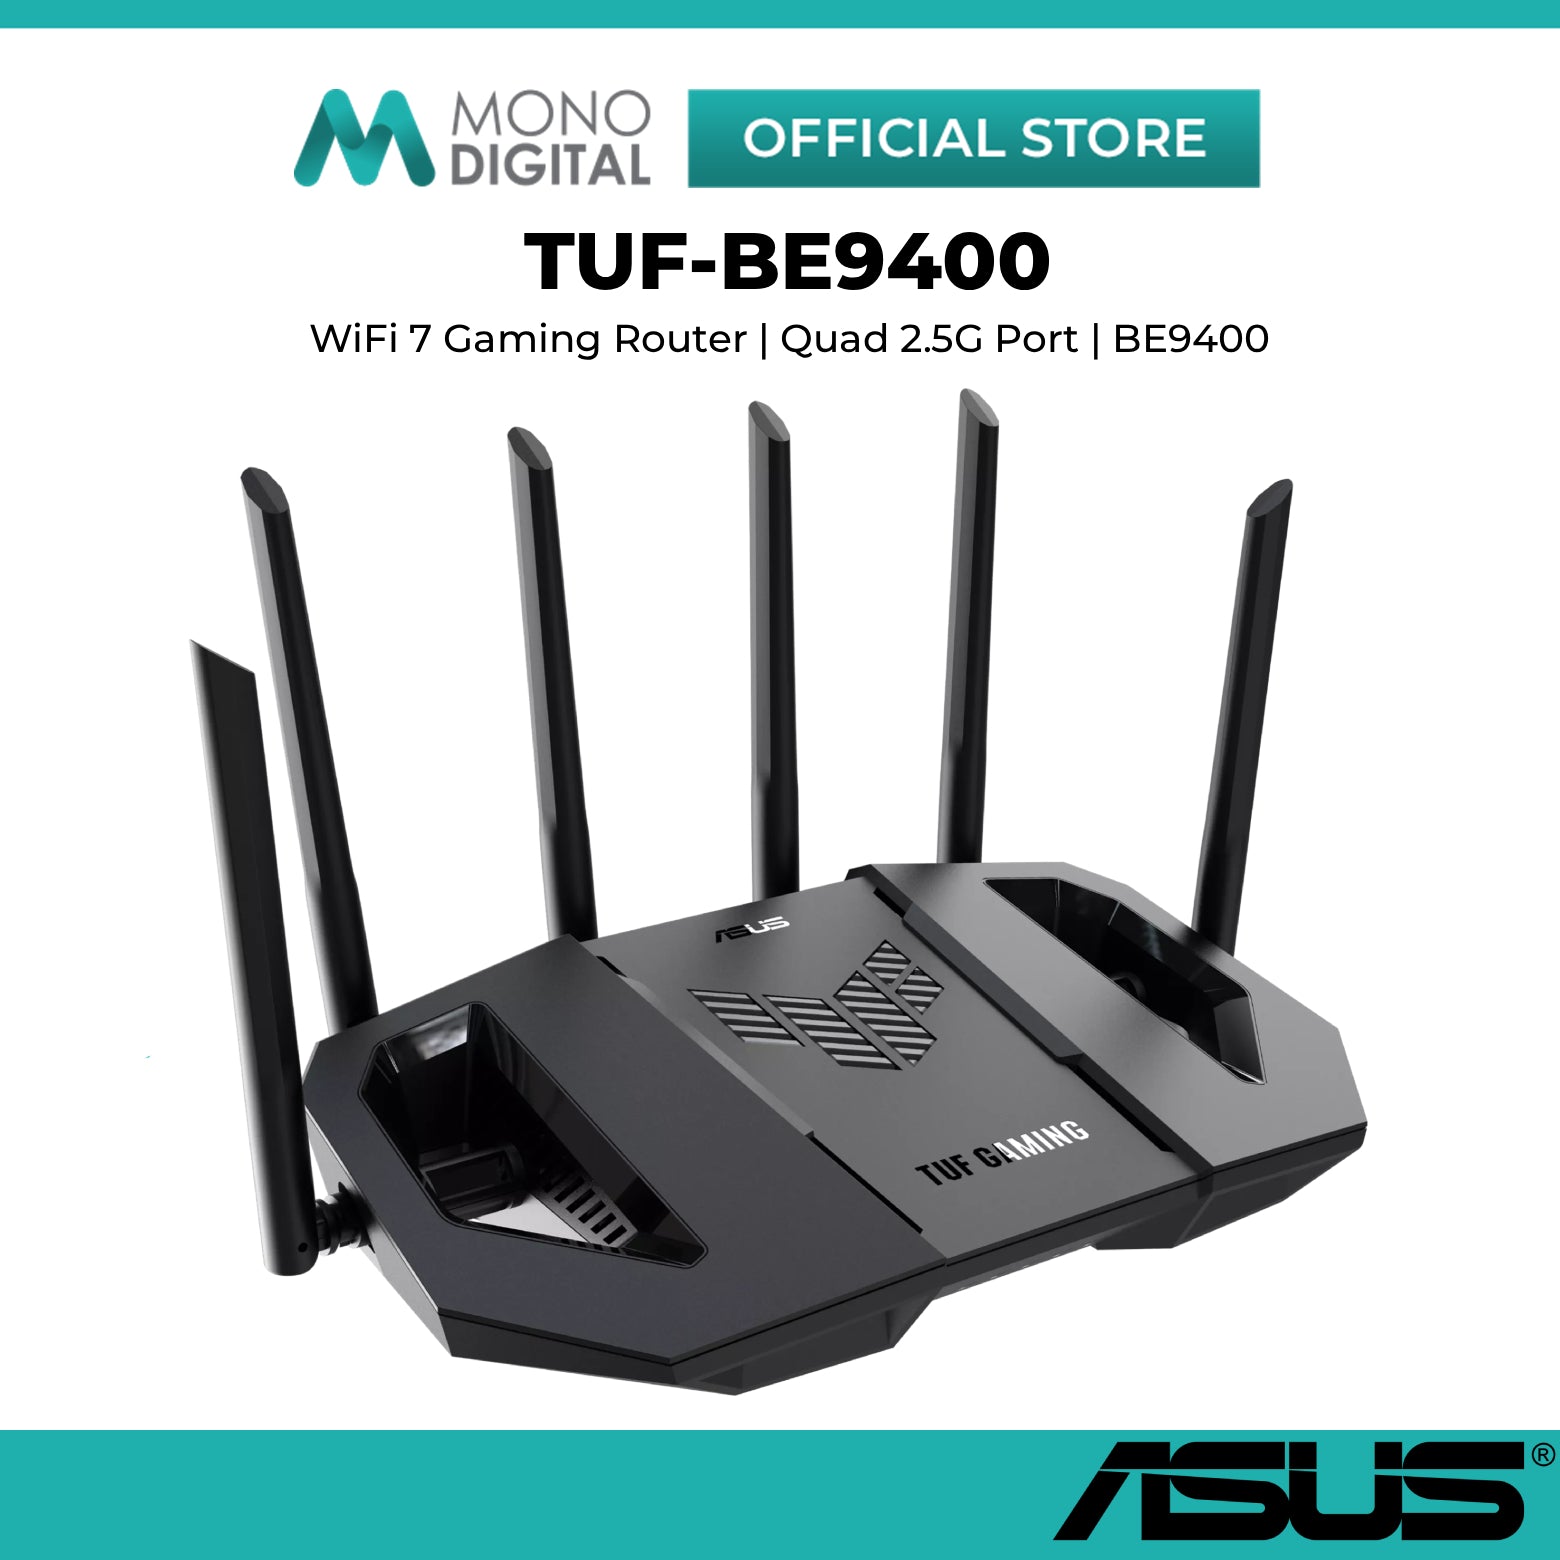 MONO
DIGITAL
OFFICIAL STORE
TUF-BE9400
WiFi 7 Gaming Router | Quad 2.5G Port | BE9400
ASUS
TUF GAMING
ASUS®